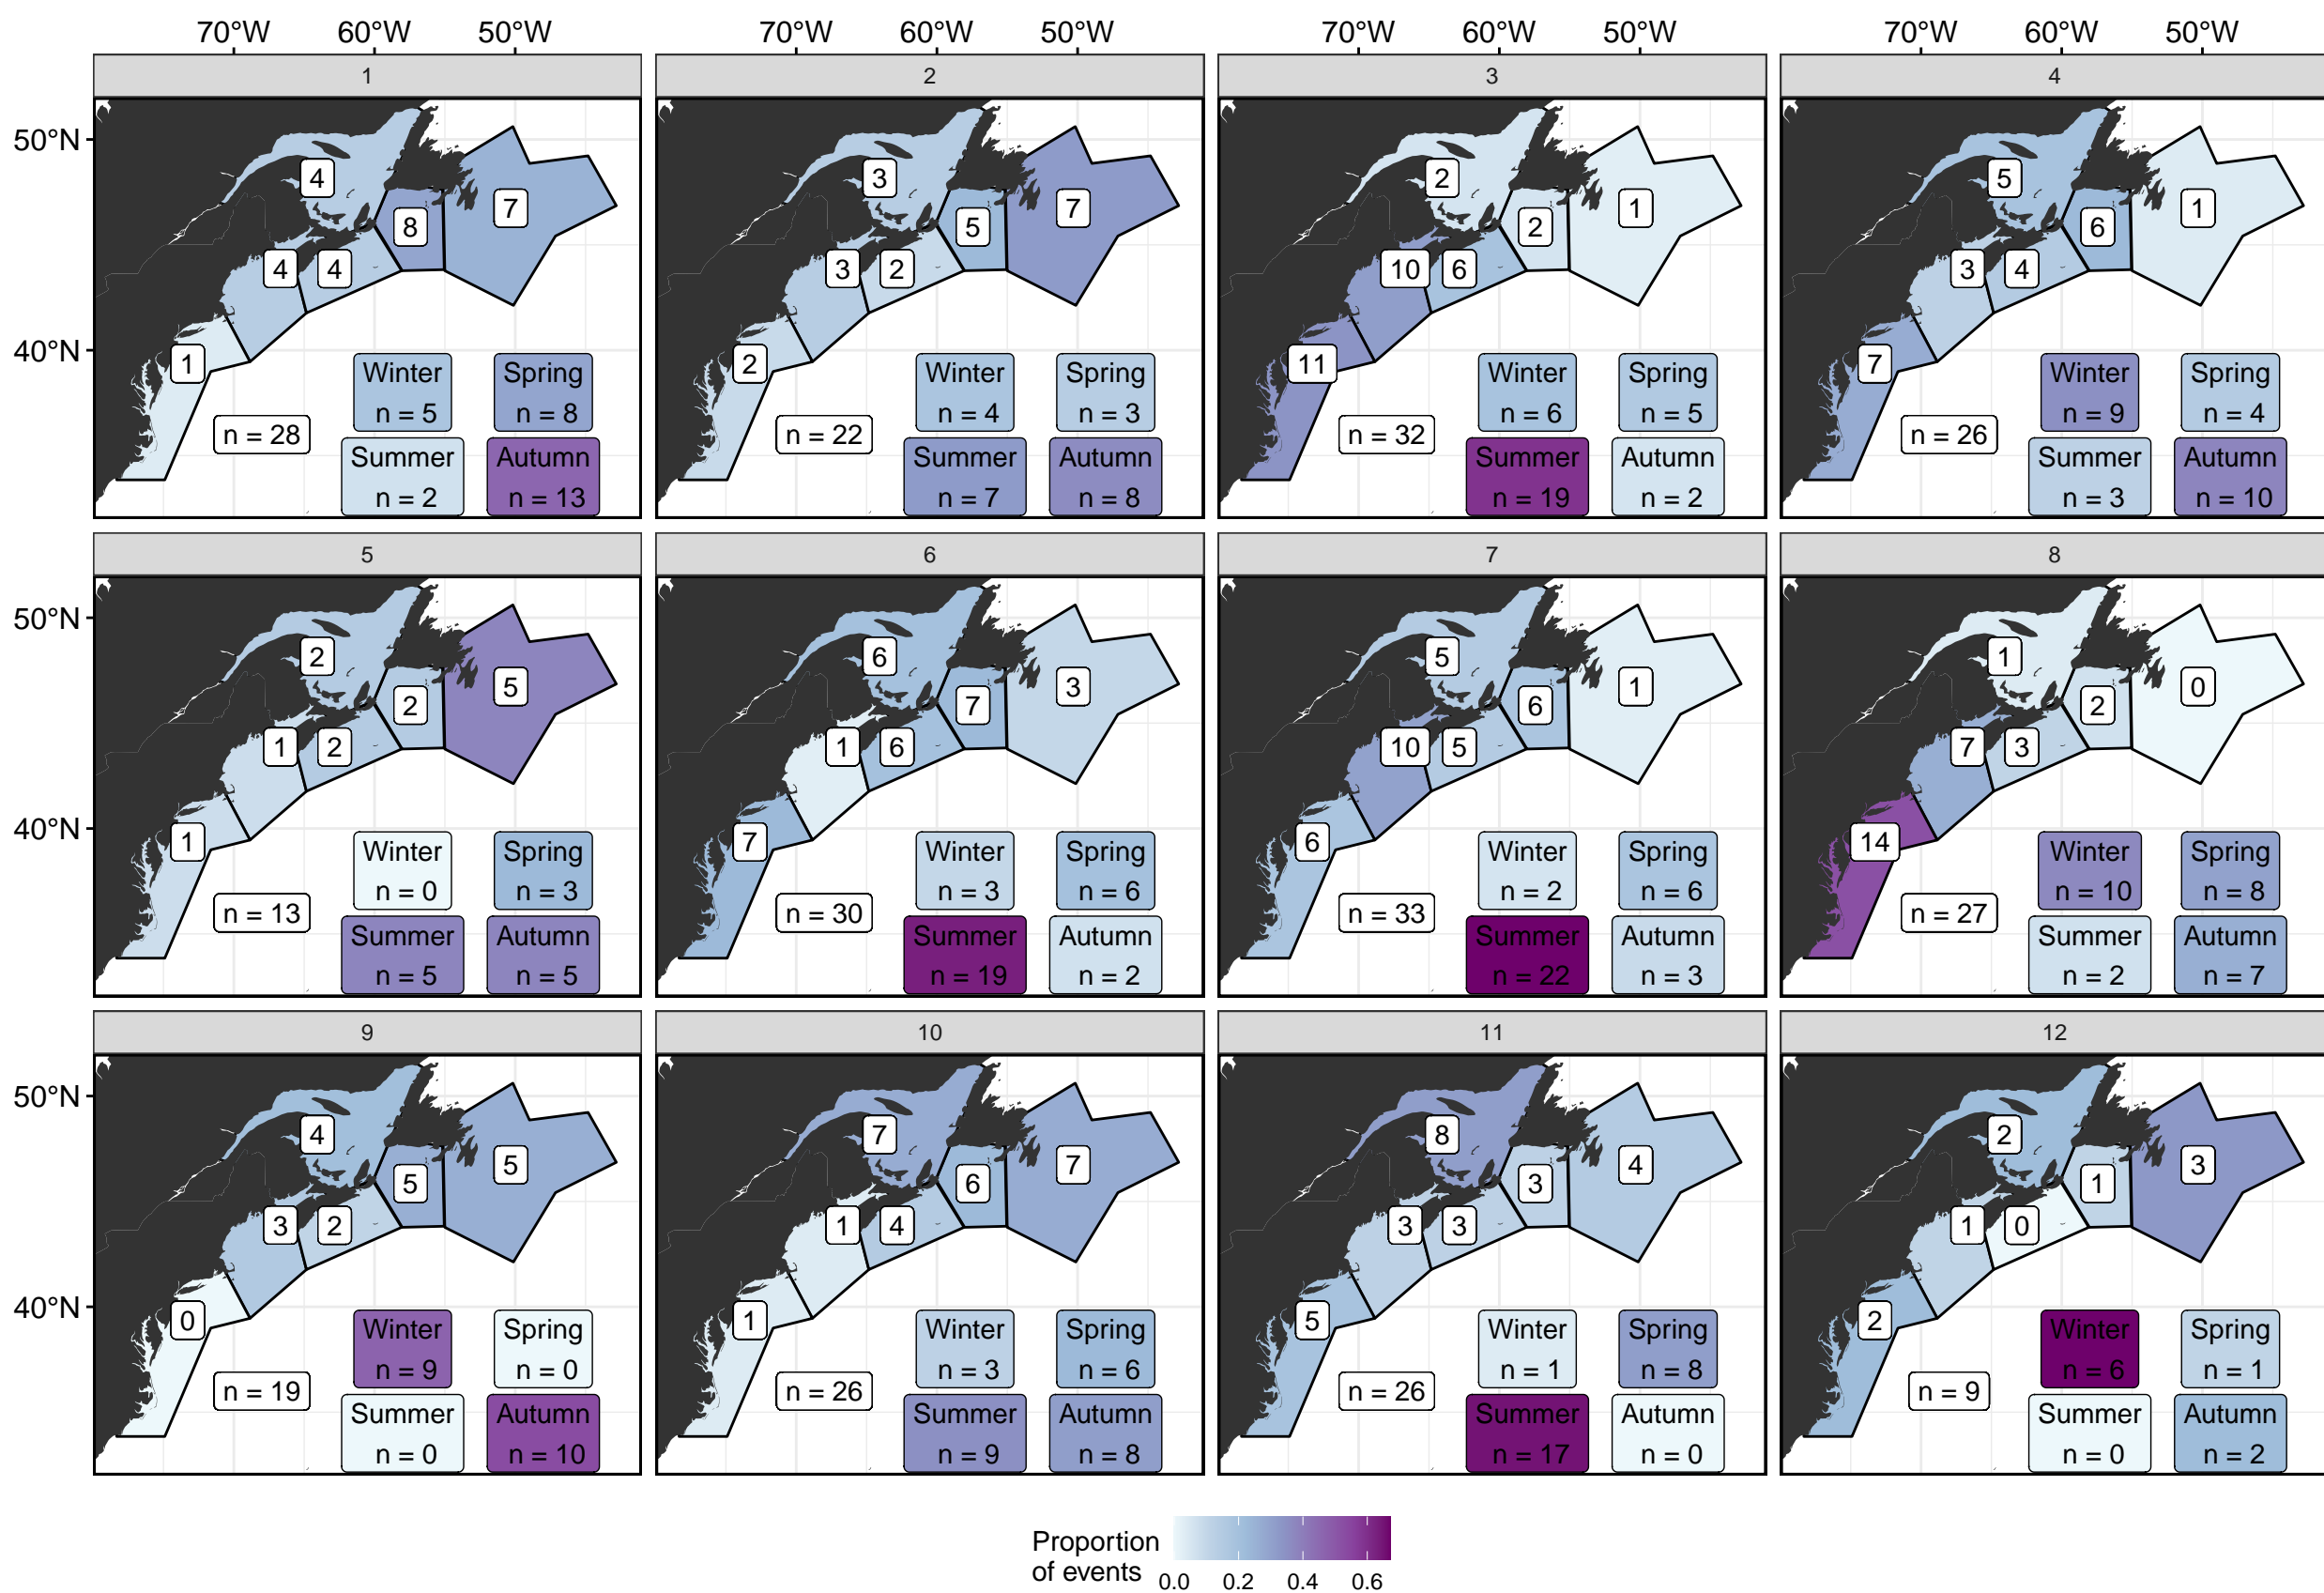 70°W 60°W 50°W 70°W 60°W 50°W 70°W 60°W 50°W 70°W 60°W 50°W
1 2 3 4
50°N
40°N
4
7
8
4 4
1
Winter n = 5
Spring n = 8
n = 28
Summer n = 2
Autumn n = 13
3
7
5
3 2
2
Winter n = 4
Spring n = 3
n = 22
Summer n = 7
Autumn n = 8
2
1
2
10 6
11
Winter n = 6
Spring n = 5
n = 32
Summer n = 19
Autumn n = 2
5
1
6
3 4
7
Winter n = 9
Spring n = 4
n = 26
Summer n = 3
Autumn n = 10
5 6 7 8
50°N
40°N
2
5
2
1 2
1
Winter n = 0
Spring n = 3
n = 13
Summer n = 5
Autumn n = 5
6
3
7
1 6
7
Winter n = 3
Spring n = 6
n = 30
Summer n = 19
Autumn n = 2
5
1
6
10 5
6
Winter n = 2
Spring n = 6
n = 33
Summer n = 22
Autumn n = 3
1
0
2
7 3
14
Winter n = 10
Spring n = 8
n = 27
Summer n = 2
Autumn n = 7
9 10 11 12
50°N
40°N
4
5
5
3 2
0
Winter n = 9
Spring n = 0
n = 19
Summer n = 0
Autumn n = 10
7
7
6
1 4
1
Winter n = 3
Spring n = 6
n = 26
Summer n = 9
Autumn n = 8
8
4
3
3 3
5
Winter n = 1
Spring n = 8
n = 26
Summer n = 17
Autumn n = 0
2
3
1
1 0
2
Winter n = 6
Spring n = 1
n = 9
Summer n = 0
Autumn n = 2
Proportion
of events
0.0 0.2 0.4 0.6